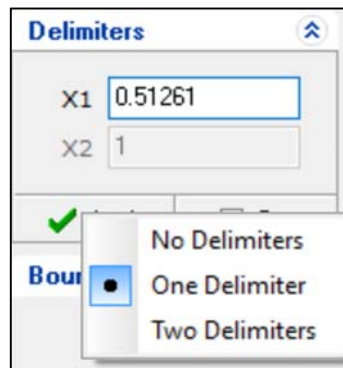 Delimiters
X1 0.51261
X2 1
No Delimiters
Boun
One Delimiter
Two Delimiters